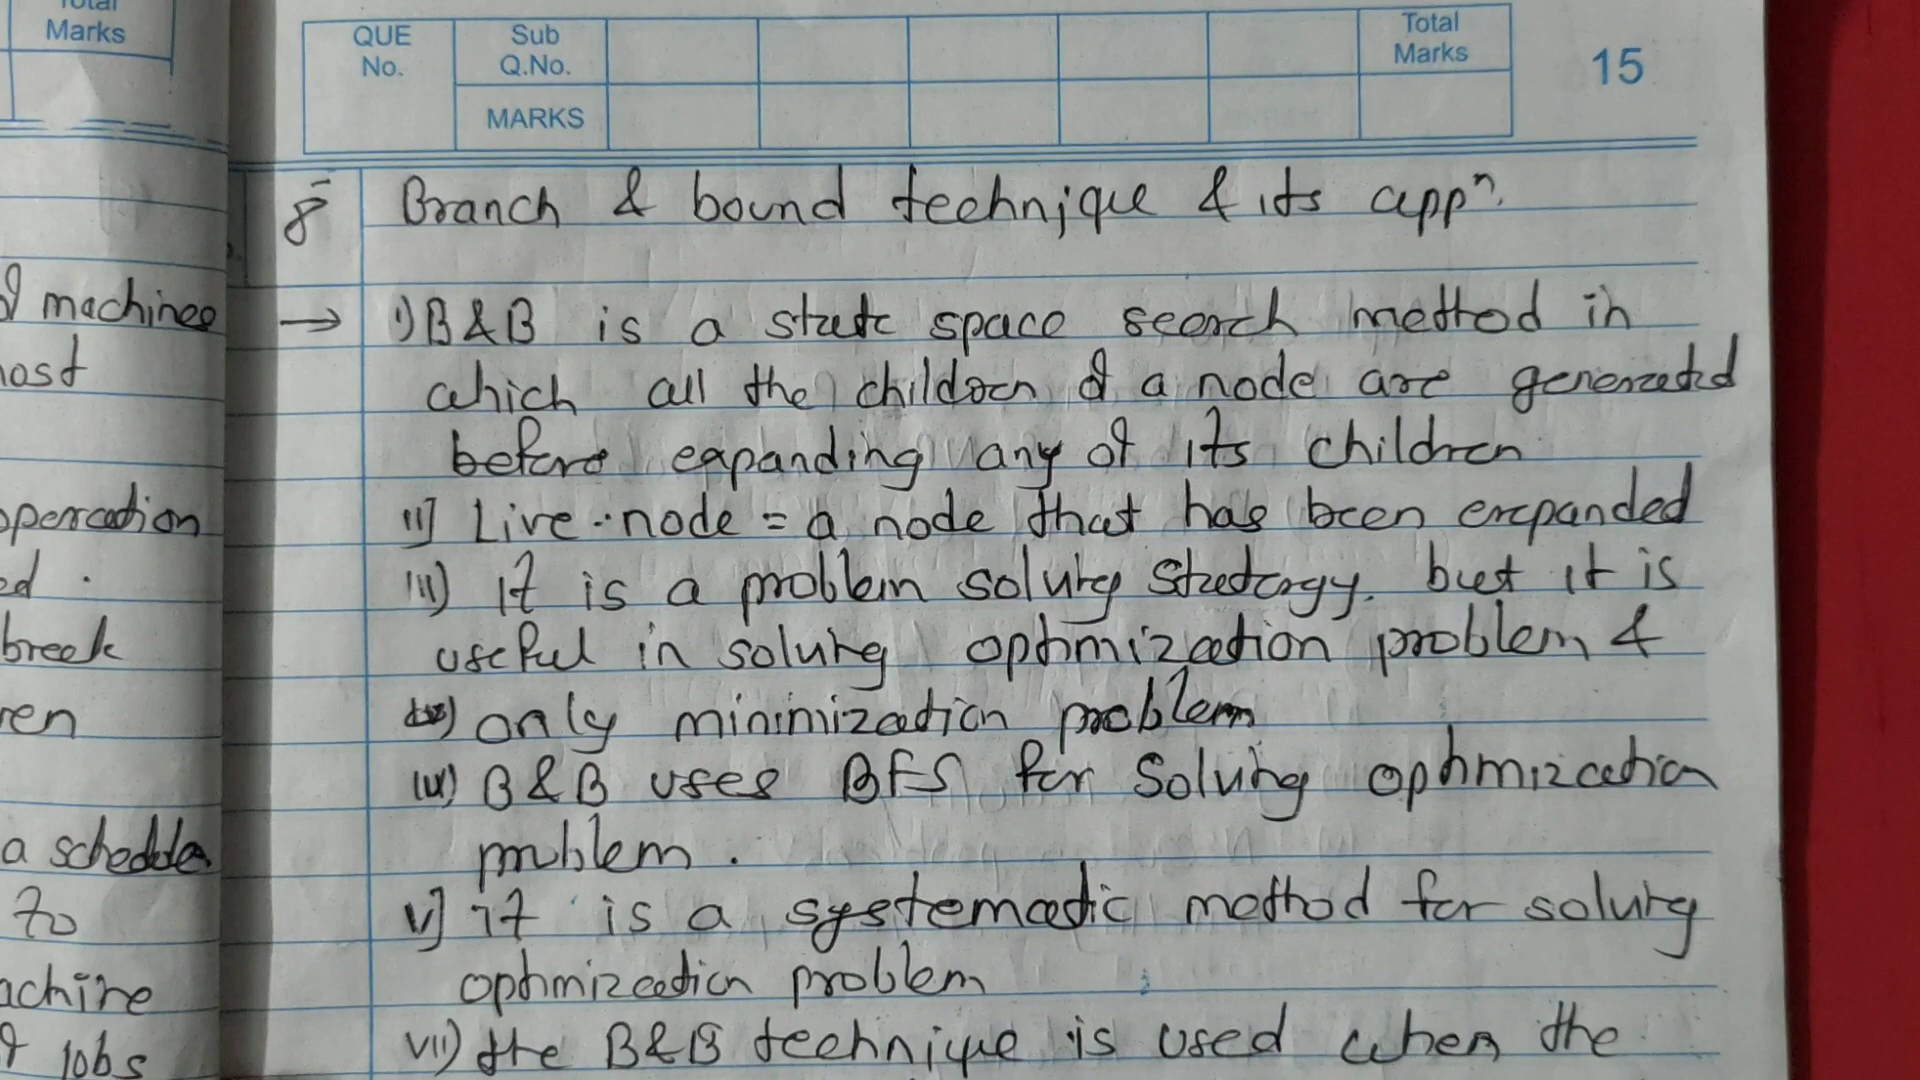 Total
Marks
QUE
No.
Sub
Q.No.
MARKS
Total
Marks
15
8 Branch & bound technique & its appn.
→ i) B&B is a state space search method in
which all the children of a node are generated
before expanding any of its children
ii] Live-node = a node that has been expanded
iii) it is a problem solving strategy. but it is
useful in solving optimization problem &
only minimization problem
iv) B&B uses BFS for Solving optimization
problem.
v] it is a systematic method for solving
optimization problem
vii) the B&B technique is used when the
of machines
most
operation
ed.
break
ren
a schedule
to
achine
of jobs